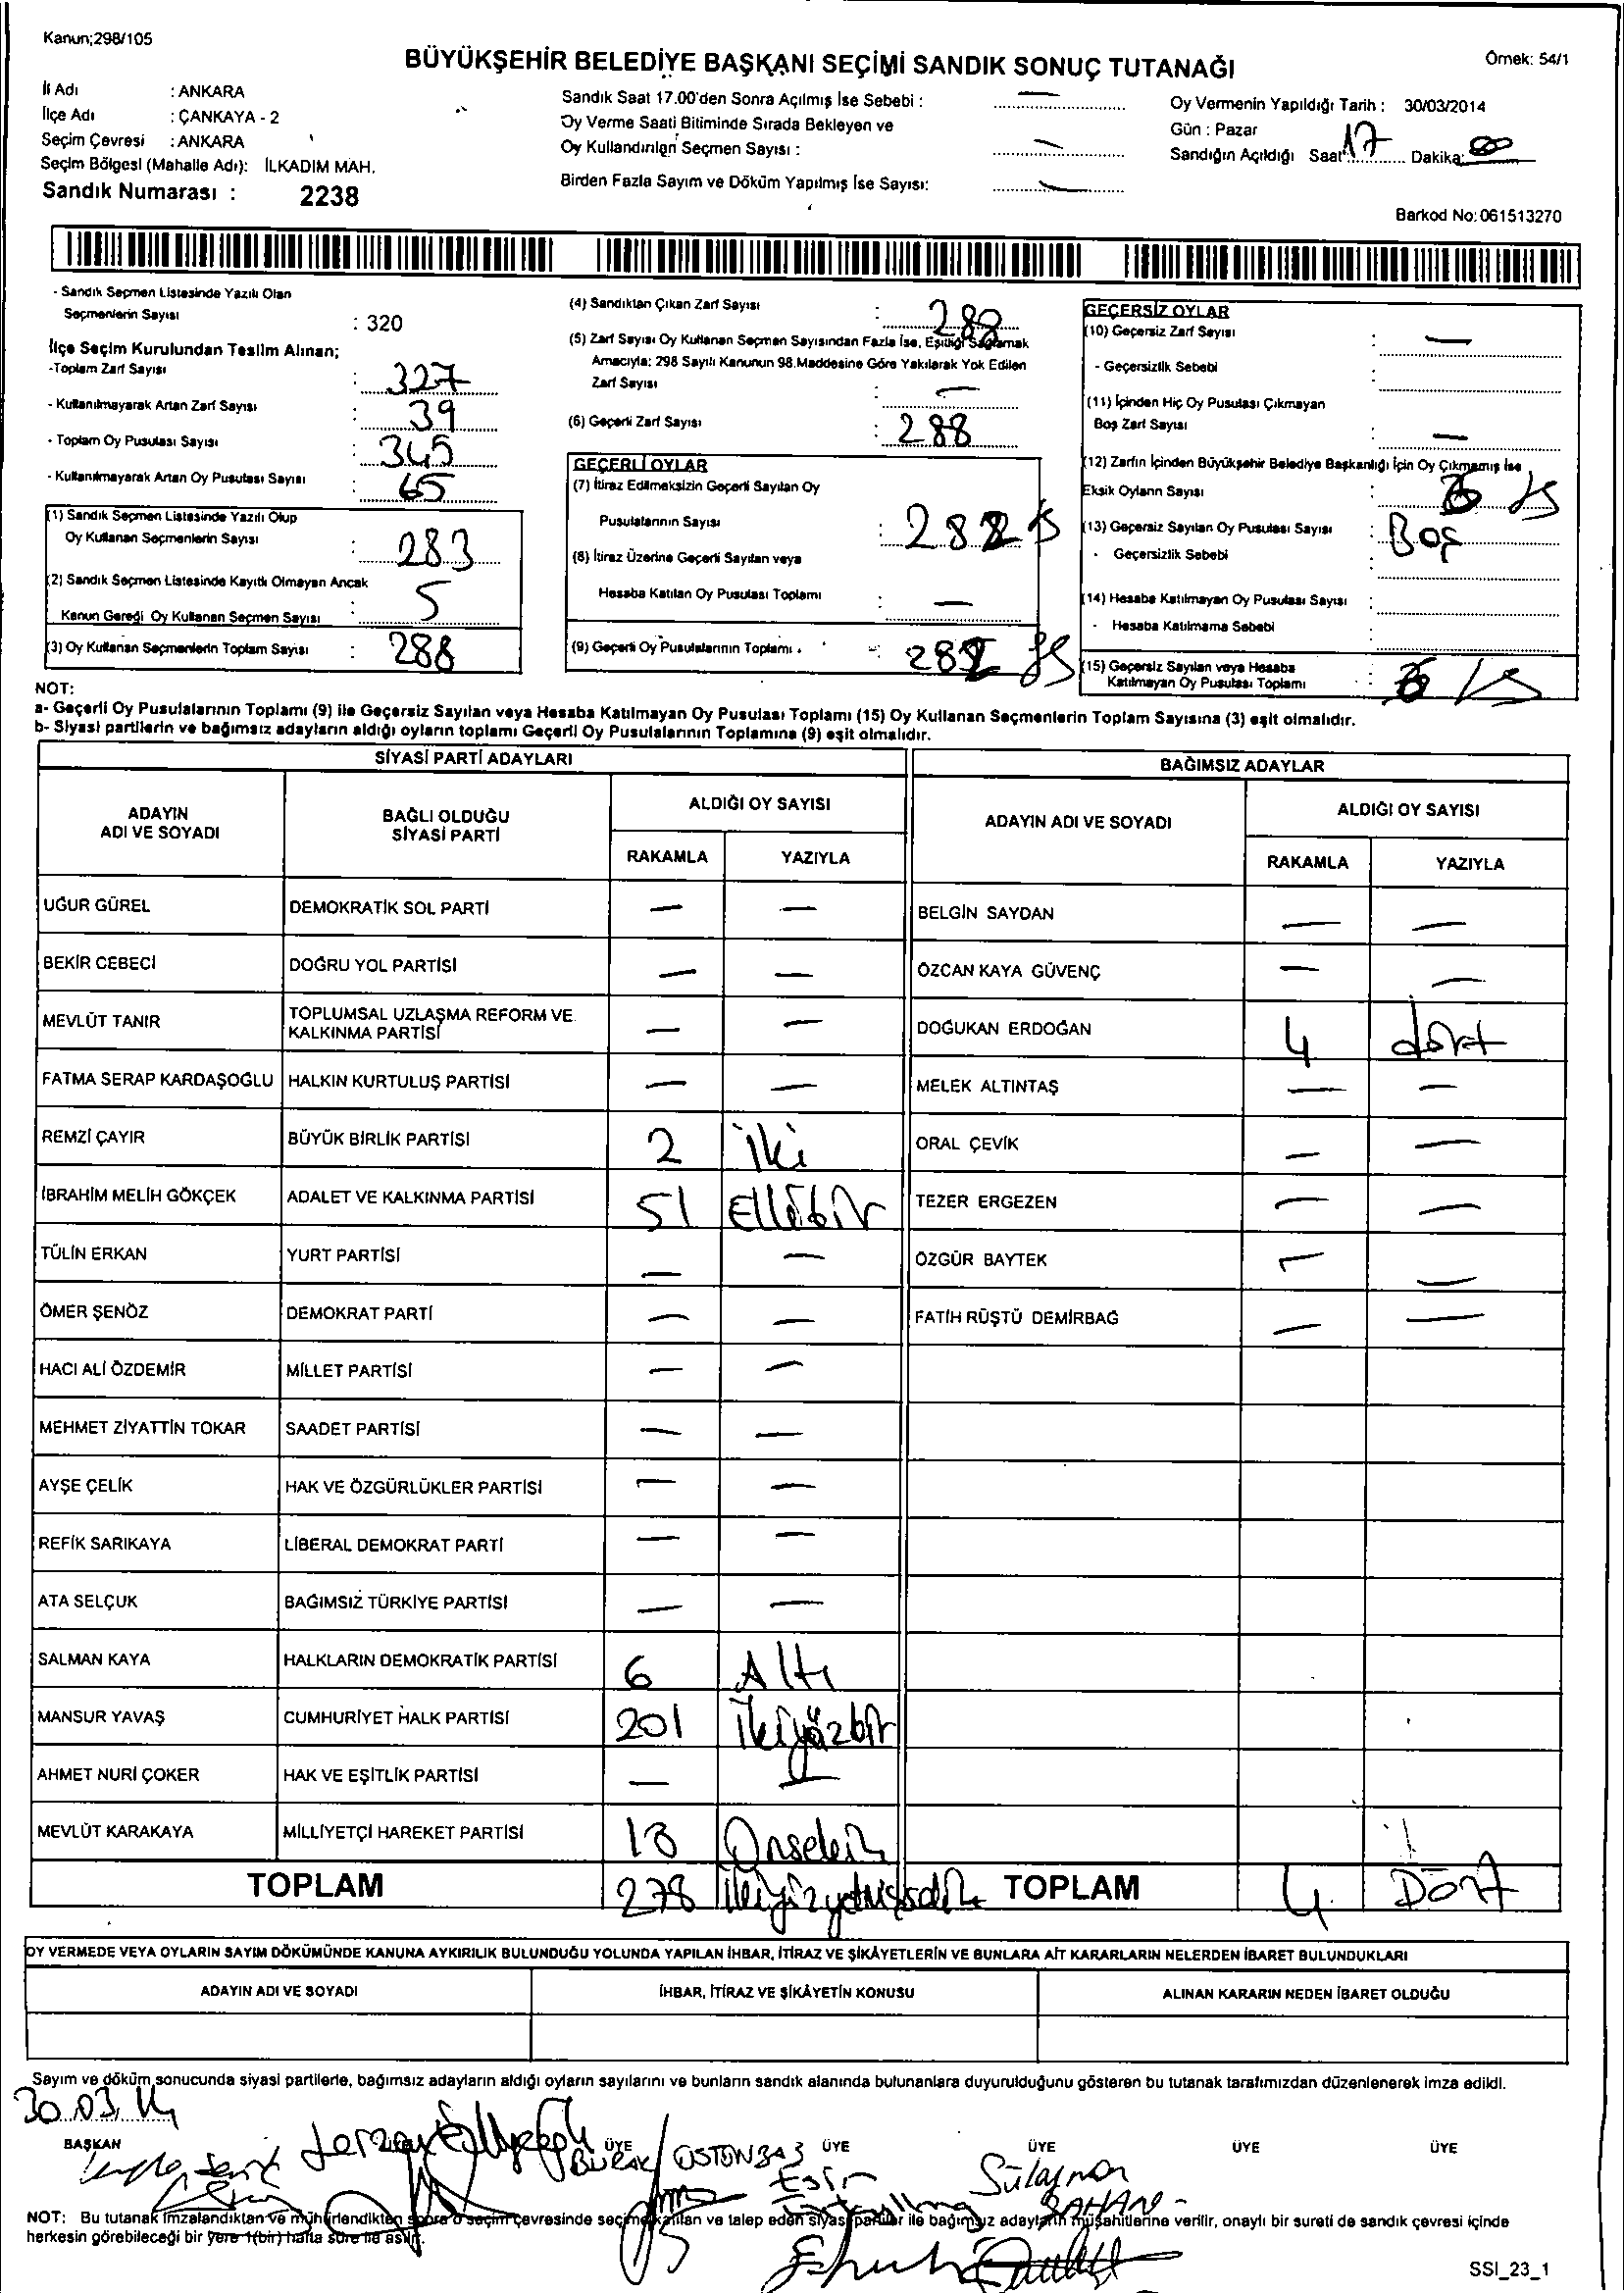 Kanun;298/105
BÜYÜKŞEHİR BELEDİYE BAŞKANI SEÇİMİ SANDIK SONUÇ TUTANAĞI
Örnek: 54/1
İli Adı : ANKARA
İlçe Adı : ÇANKAYA - 2
Seçim Çevresi : ANKARA
Seçim Bölgesi (Mahalle Adı): İLKADIM MAH.
Sandık Numarası : 2238
Sandık Saat 17.00'den Sonra Açılmış İse Sebebi : —
Oy Verme Saati Bitiminde Sırada Bekleyen ve
Oy Kullandırılan Seçmen Sayısı : —
Birden Fazla Sayım ve Döküm Yapılmış İse Sayısı: —
Oy Vermenin Yapıldığı Tarih : 30/03/2014
Gün : Pazar
Sandığın Açıldığı Saat 17 Dakika: 00
Barkod No: 061513270
- Sandık Seçmen Listesinde Yazılı Olan
Seçmenlerin Sayısı : 320
İlçe Seçim Kurulundan Teslim Alınan;
-Toplam Zarf Sayısı : 327
- Kullanılmayarak Artan Zarf Sayısı : 39
- Toplam Oy Pusulası Sayısı : 345
- Kullanılmayarak Artan Oy Pusulası Sayısı : 65
(1) Sandık Seçmen Listesinde Yazılı Olup
Oy Kullanan Seçmenlerin Sayısı : 283
(2) Sandık Seçmen Listesinde Kayıtlı Olmayan Ancak
Kanun Gereği Oy Kullanan Seçmen Sayısı : 5
(3) Oy Kullanan Seçmenlerin Toplam Sayısı : 288
(4) Sandıktan Çıkan Zarf Sayısı : 288
(5) Zarf Sayısı Oy Kullanan Seçmen Sayısından Fazla İse, Eşitliği Sağlamak
Amacıyla; 298 Sayılı Kanunun 98.Maddesine Göre Yakılarak Yok Edilen
Zarf Sayısı : —
(6) Geçerli Zarf Sayısı : 288
GEÇERLİ OYLAR
(7) İtiraz Edilmeksizin Geçerli Sayılan Oy
Pusulalarının Sayısı : 282
(8) İtiraz Üzerine Geçerli Sayılan veya
Hesaba Katılan Oy Pusulası Toplamı : —
(9) Geçerli Oy Pusulalarının Toplamı : 282
GEÇERSİZ OYLAR
(10) Geçersiz Zarf Sayısı : —
- Geçersizlik Sebebi :
(11) İçinden Hiç Oy Pusulası Çıkmayan
Boş Zarf Sayısı : —
(12) Zarfın İçinden Büyükşehir Belediye Başkanlığı İçin Oy Çıkmamış İse
Eksik Oyların Sayısı : 6
(13) Geçersiz Sayılan Oy Pusulası Sayısı : Boş
- Geçersizlik Sebebi :
(14) Hesaba Katılmayan Oy Pusulası Sayısı :
- Hesaba Katılmama Sebebi :
(15) Geçersiz Sayılan veya Hesaba
Katılmayan Oy Pusulası Toplamı : 6
NOT:
a- Geçerli Oy Pusulalarının Toplamı (9) ile Geçersiz Sayılan veya Hesaba Katılmayan Oy Pusulası Toplamı (15) Oy Kullanan Seçmenlerin Toplam Sayısına (3) eşit olmalıdır.
b- Siyasi partilerin ve bağımsız adayların aldığı oyların toplamı Geçerli Oy Pusulalarının Toplamına (9) eşit olmalıdır.
SİYASİ PARTİ ADAYLARI
ADAYIN ADI VE SOYADI
BAĞLI OLDUĞU SİYASİ PARTİ
ALDIĞI OY SAYISI
RAKAMLA YAZIYLA
UĞUR GÜREL DEMOKRATİK SOL PARTİ — —
BEKİR CEBECİ DOĞRU YOL PARTİSİ — —
MEVLÜT TANIR TOPLUMSAL UZLAŞMA REFORM VE KALKINMA PARTİSİ — —
FATMA SERAP KARDAŞOĞLU HALKIN KURTULUŞ PARTİSİ — —
REMZİ ÇAYIR BÜYÜK BİRLİK PARTİSİ 2 iki
İBRAHİM MELİH GÖKÇEK ADALET VE KALKINMA PARTİSİ 51 Ellibir
TÜLİN ERKAN YURT PARTİSİ — —
ÖMER ŞENÖZ DEMOKRAT PARTİ — —
HACI ALİ ÖZDEMİR MİLLET PARTİSİ — —
MEHMET ZİYATTİN TOKAR SAADET PARTİSİ — —
AYŞE ÇELİK HAK VE ÖZGÜRLÜKLER PARTİSİ — —
REFİK SARIKAYA LİBERAL DEMOKRAT PARTİ — —
ATA SELÇUK BAĞIMSIZ TÜRKİYE PARTİSİ — —
SALMAN KAYA HALKLARIN DEMOKRATİK PARTİSİ 6 Altı
MANSUR YAVAŞ CUMHURİYET HALK PARTİSİ 201 İkiyüzbir
AHMET NURİ ÇOKER HAK VE EŞİTLİK PARTİSİ — —
MEVLÜT KARAKAYA MİLLİYETÇİ HAREKET PARTİSİ 18 Onsekiz
TOPLAM 278 İkiyüzyetmişsekiz
BAĞIMSIZ ADAYLAR
ADAYIN ADI VE SOYADI
ALDIĞI OY SAYISI
RAKAMLA YAZIYLA
BELGİN SAYDAN — —
ÖZCAN KAYA GÜVENÇ — —
DOĞUKAN ERDOĞAN 4 dört
MELEK ALTINTAŞ — —
ORAL ÇEVİK — —
TEZER ERGEZEN — —
ÖZGÜR BAYTEK — —
FATİH RÜŞTÜ DEMİRBAĞ — —
TOPLAM 4 Dört
OY VERMEDE VEYA OYLARIN SAYIM DÖKÜMÜNDE KANUNA AYKIRILIK BULUNDUĞU YOLUNDA YAPILAN İHBAR, İTİRAZ VE ŞİKÂYETLERİN VE BUNLARA AİT KARARLARIN NELERDEN İBARET BULUNDUKLARI
ADAYIN ADI VE SOYADI İHBAR, İTİRAZ VE ŞİKÂYETİN KONUSU ALINAN KARARIN NEDEN İBARET OLDUĞU
Sayım ve döküm sonucunda siyasi partilerle, bağımsız adayların aldığı oyların sayılarını ve bunların sandık alanında bulunanlara duyurulduğunu gösteren bu tutanak tarafımızdan düzenlenerek imza edildi.
30.03.14
BAŞKAN ÜYE ÜYE ÜYE ÜYE ÜYE
BURAK ÜSTÜNBAŞ
Esin
Süleyman
ŞAHAN
NOT: Bu tutanak imzalandıktan ve mühürlendikten sonra o seçim çevresinde seçime katılan ve talep eden siyasi partiler ile bağımsız adayların müşahitlerine verilir, onaylı bir sureti de sandık çevresi içinde
herkesin görebileceği bir yere 1(bir) hafta süre ile asılır.
SSI_23_1